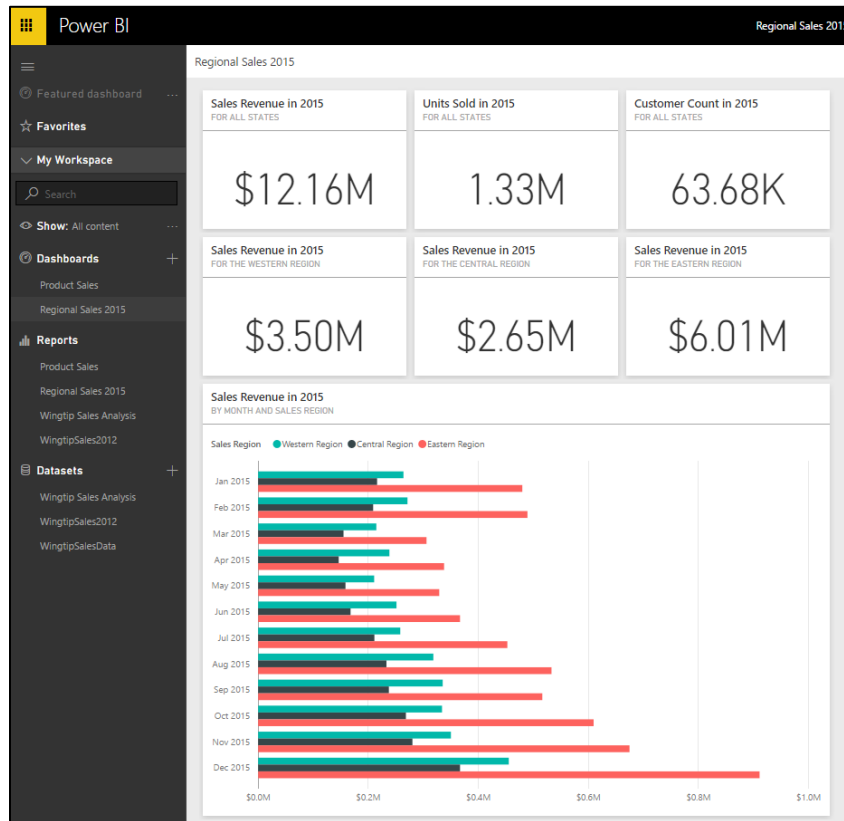 Power BI
Regional Sales 2015
Featured dashboard ...
Favorites
My Workspace
Search
Show: All content ...
Dashboards +
Product Sales
Regional Sales 2015
Reports
Product Sales
Regional Sales 2015
Wingtip Sales Analysis
WingtipSales2012
Datasets +
Wingtip Sales Analysis
WingtipSales2012
WingtipSalesData
Regional Sales 2015
Sales Revenue in 2015
FOR ALL STATES
$12.16M
Units Sold in 2015
FOR ALL STATES
1.33M
Customer Count in 2015
FOR ALL STATES
63.68K
Sales Revenue in 2015
FOR THE WESTERN REGION
$3.50M
Sales Revenue in 2015
FOR THE CENTRAL REGION
$2.65M
Sales Revenue in 2015
FOR THE EASTERN REGION
$6.01M
Sales Revenue in 2015
BY MONTH AND SALES REGION
Sales Region Western Region Central Region Eastern Region
Jan 2015
Feb 2015
Mar 2015
Apr 2015
May 2015
Jun 2015
Jul 2015
Aug 2015
Sep 2015
Oct 2015
Nov 2015
Dec 2015
$0.0M $0.2M $0.4M $0.6M $0.8M $1.0M